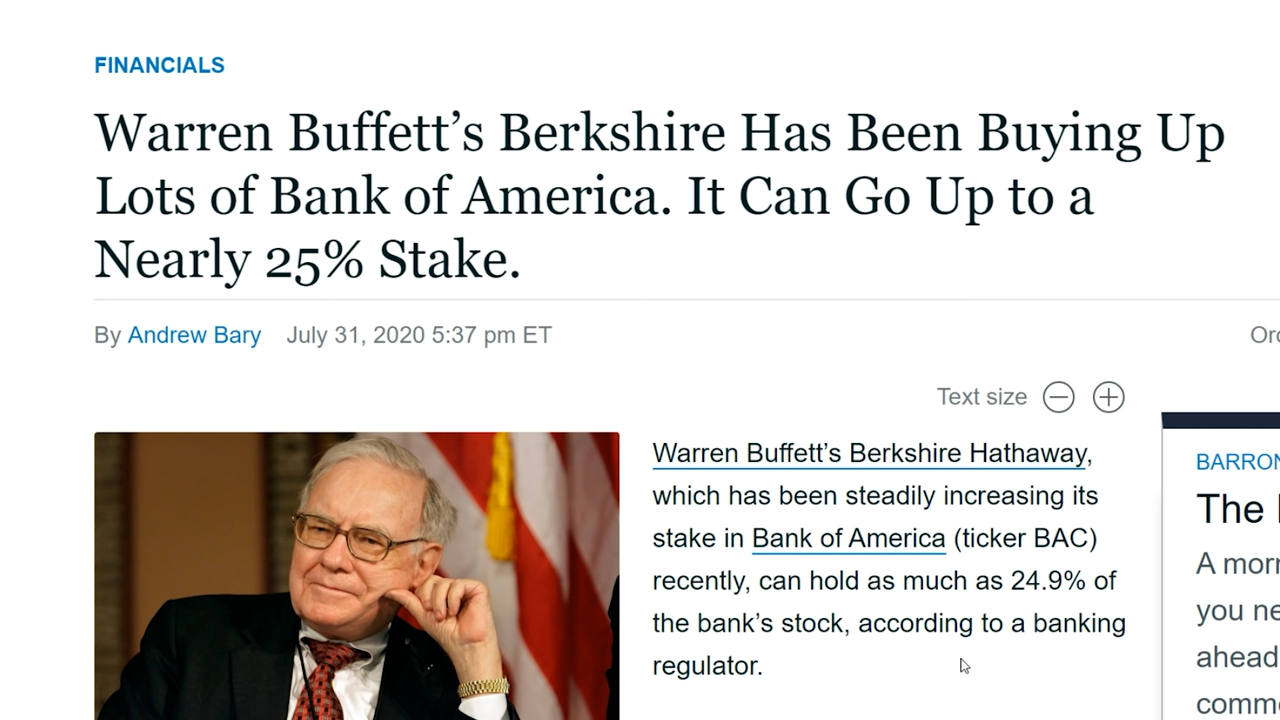 FINANCIALS
Warren Buffett’s Berkshire Has Been Buying Up
Lots of Bank of America. It Can Go Up to a
Nearly 25% Stake.
By Andrew Bary July 31, 2020 5:37 pm ET
Text size
Warren Buffett’s Berkshire Hathaway,
which has been steadily increasing its
stake in Bank of America (ticker BAC)
recently, can hold as much as 24.9% of
the bank’s stock, according to a banking
regulator.
The
A
you
ahead